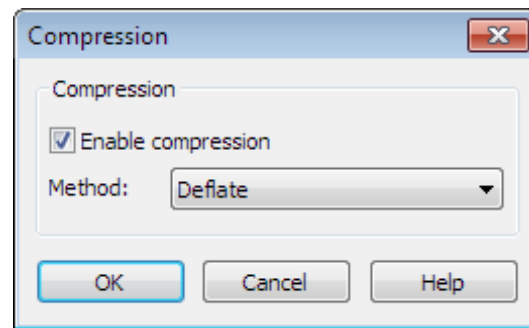 Compression
Compression
Enable compression
Method: Deflate
OK Cancel Help